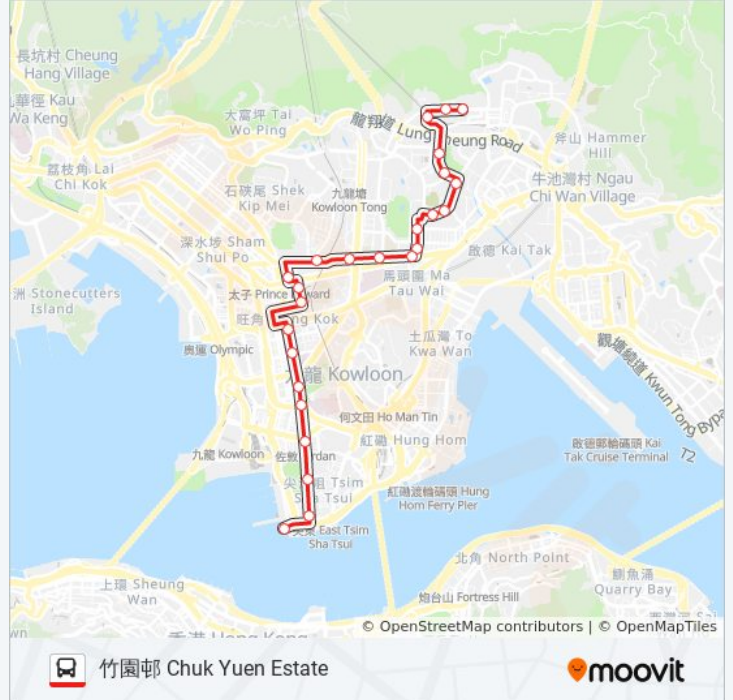 長坑村 Cheung
Hang Village
華徑 Kau
Wa Keng
大富坪 Tai
Wo Ping
龍翔道 Lung Cheung Road
斧山 Hammer
Hill
荔枝角 Lai
Chi Kok
石硤尾 Shek
Kip Mei
九龍塘
Kowloon Tong
牛池灣村 Ngau
Chi Wan Village
深水埗 Sham
Shui Po
啟德 Kai Tak
洲 Stonecutters
Island
馬頭圍 Ma
Tau Wai
太子 Prince Edward
旺角 Mong Kok
土瓜灣 To
Kwa Wan
奧運 Olympic
觀塘繞道 Kwun Tong Bypa
九龍 Kowloon
何文田 Ho Man Tin
紅磡 Hung Hom
啟德郵輪碼頭 Kai
Tak Cruise Terminal
T2
九龍 Kowloon
佐敦 Jordan
尖沙咀 Tsim
Sha Tsui
紅磡渡輪碼頭 Hung
Hom Ferry Pier
尖東 East Tsim
Sha Tsui
北角 North Point
上環 Sheung
Wan
鰂魚涌
Quarry Bay
炮台山 Fortress Hill
香港 Hong Kong
© OpenStreetMap contributors | © OpenMapTiles
竹園邨 Chuk Yuen Estate
moovit